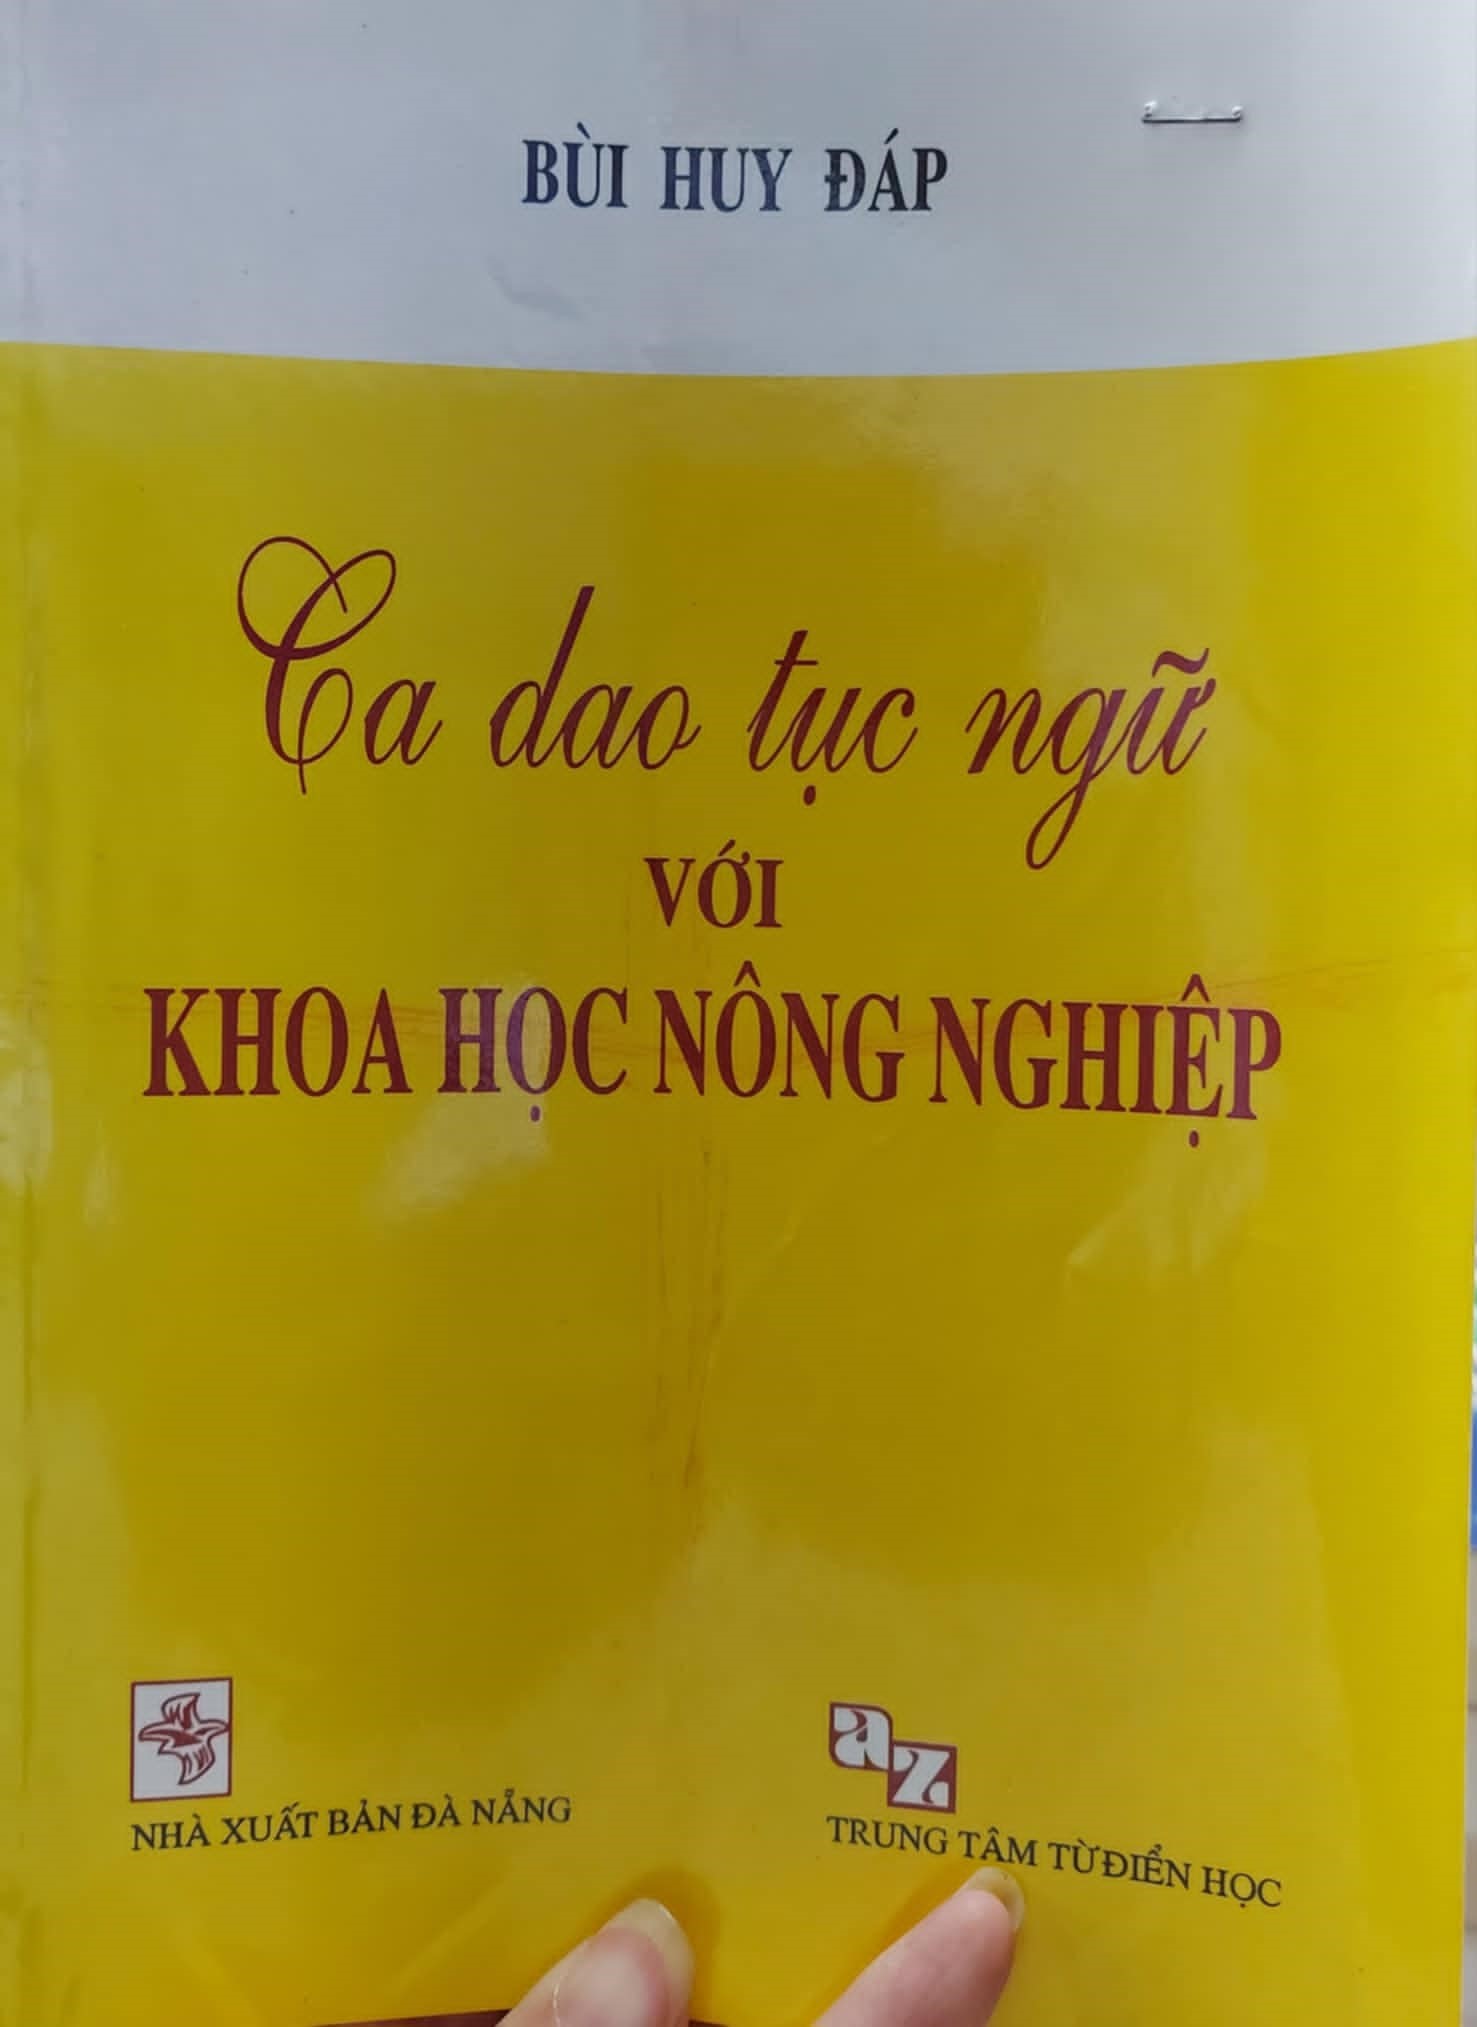 BÙI HUY ĐÁP
Ca dao tục ngữ
VỚI
KHOA HỌC NÔNG NGHIỆP
az
NHÀ XUẤT BẢN ĐÀ NẴNG
TRUNG TÂM TỪ ĐIỂN HỌC